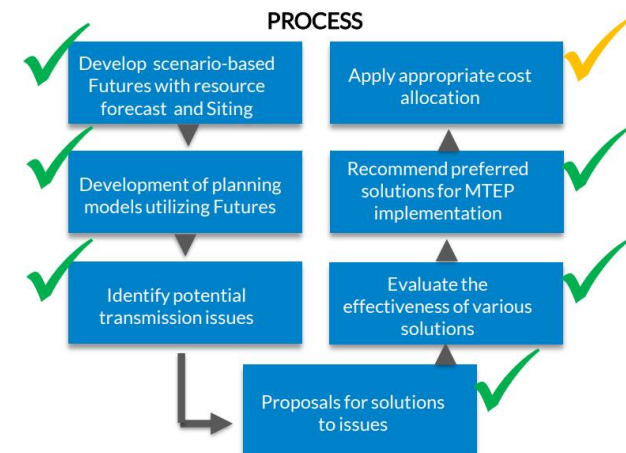 PROCESS
Develop scenario-based
Futures with resource
forecast and Siting
Development of planning
models utilizing Futures
Identify potential
transmission issues
Proposals for solutions
to issues
Evaluate the
effectiveness of various
solutions
Recommend preferred
solutions for MTEP
implementation
Apply appropriate cost
allocation